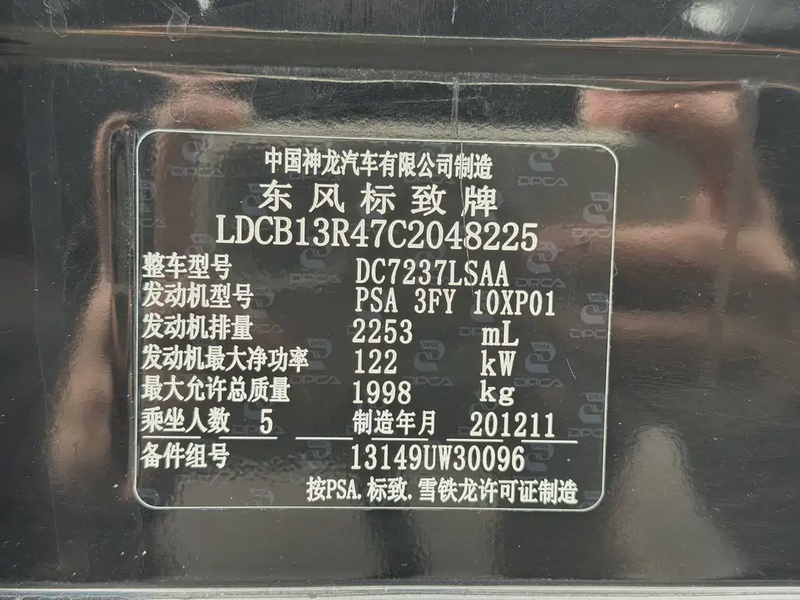 中国神龙汽车有限公司制造
东风标致牌
LDCB13R47C2048225
整车型号 DC7237LSAA
发动机型号 PSA 3FY 10XP01
发动机排量 2253 mL
发动机最大净功率 122 kW
最大允许总质量 1998 kg
乘坐人数 5 制造年月 201211
备件组号 13149UW30096
按PSA.标致.雪铁龙许可证制造